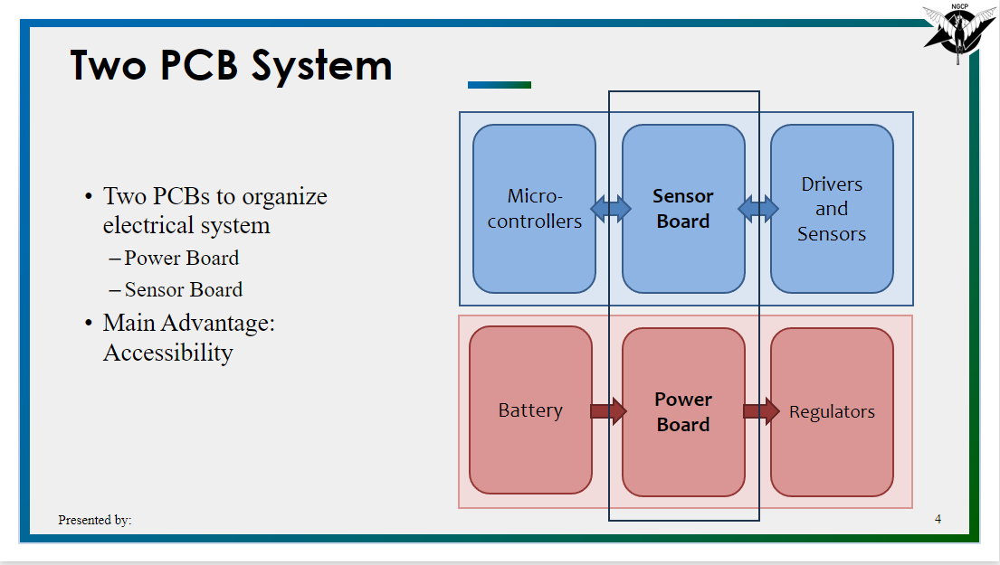 NGCP
Two PCB System
• Two PCBs to organize
electrical system
– Power Board
– Sensor Board
• Main Advantage:
Accessibility
Micro-
controllers
Sensor
Board
Drivers
and
Sensors
Battery
Power
Board
Regulators
Presented by:
4